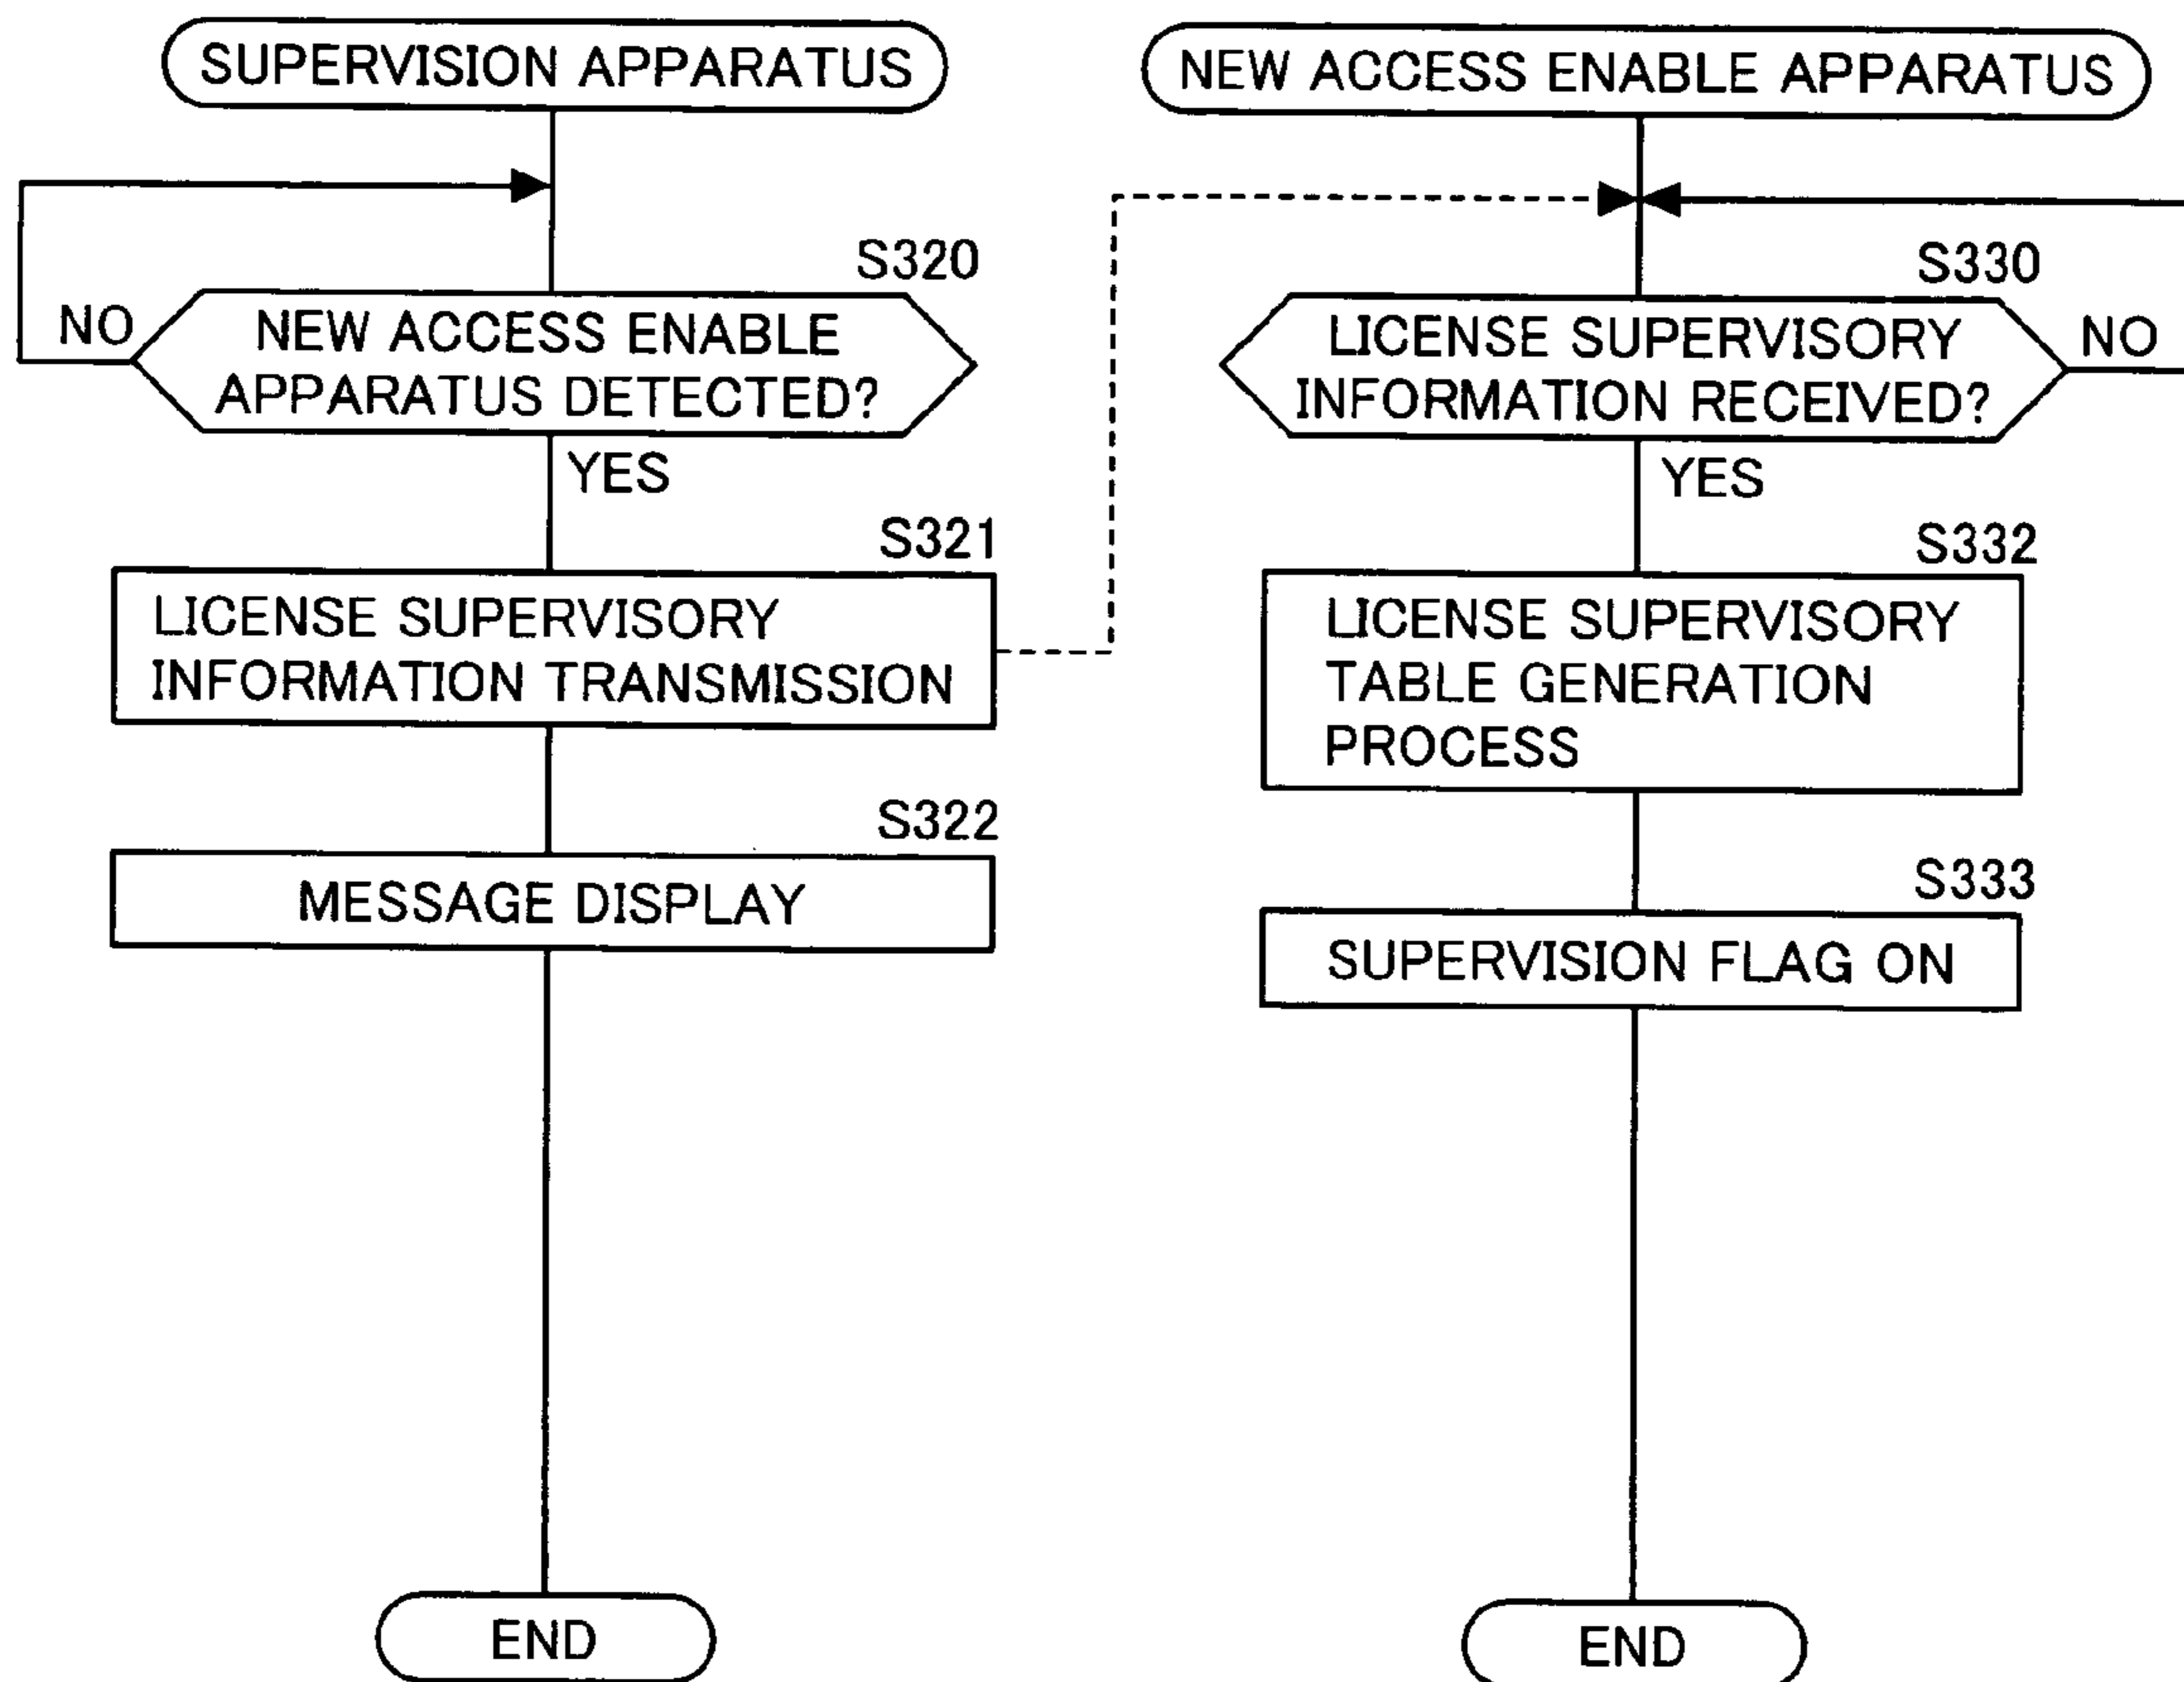 SUPERVISION APPARATUS
S320
NO
NEW ACCESS ENABLE
APPARATUS DETECTED?
YES
S321
LICENSE SUPERVISORY
INFORMATION TRANSMISSION
S322
MESSAGE DISPLAY
END
NEW ACCESS ENABLE APPARATUS
S330
LICENSE SUPERVISORY
INFORMATION RECEIVED?
NO
YES
S332
LICENSE SUPERVISORY
TABLE GENERATION
PROCESS
S333
SUPERVISION FLAG ON
END